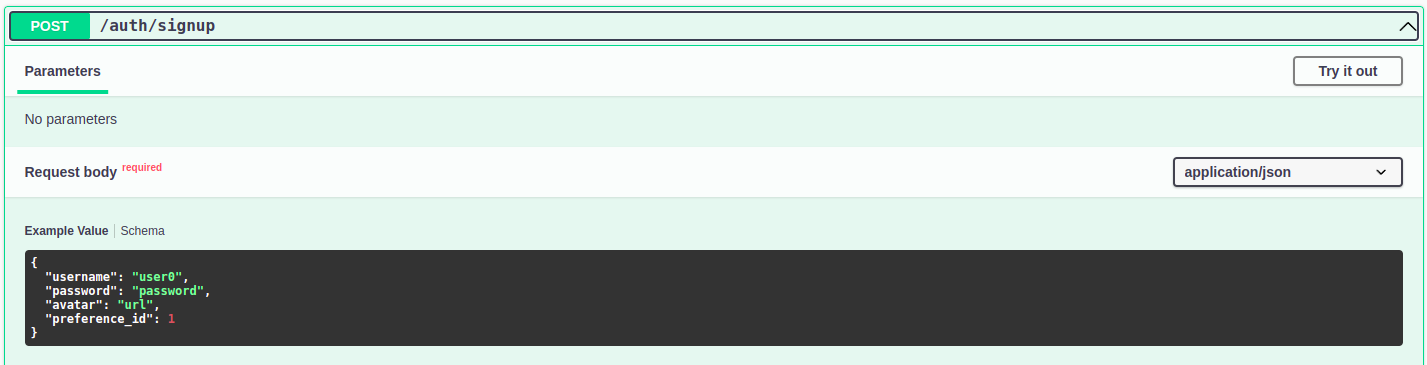 POST /auth/signup
Parameters Try it out
No parameters
Request body required application/json
Example Value Schema
{
"username": "user0",
"password": "password",
"avatar": "url",
"preference_id": 1
}